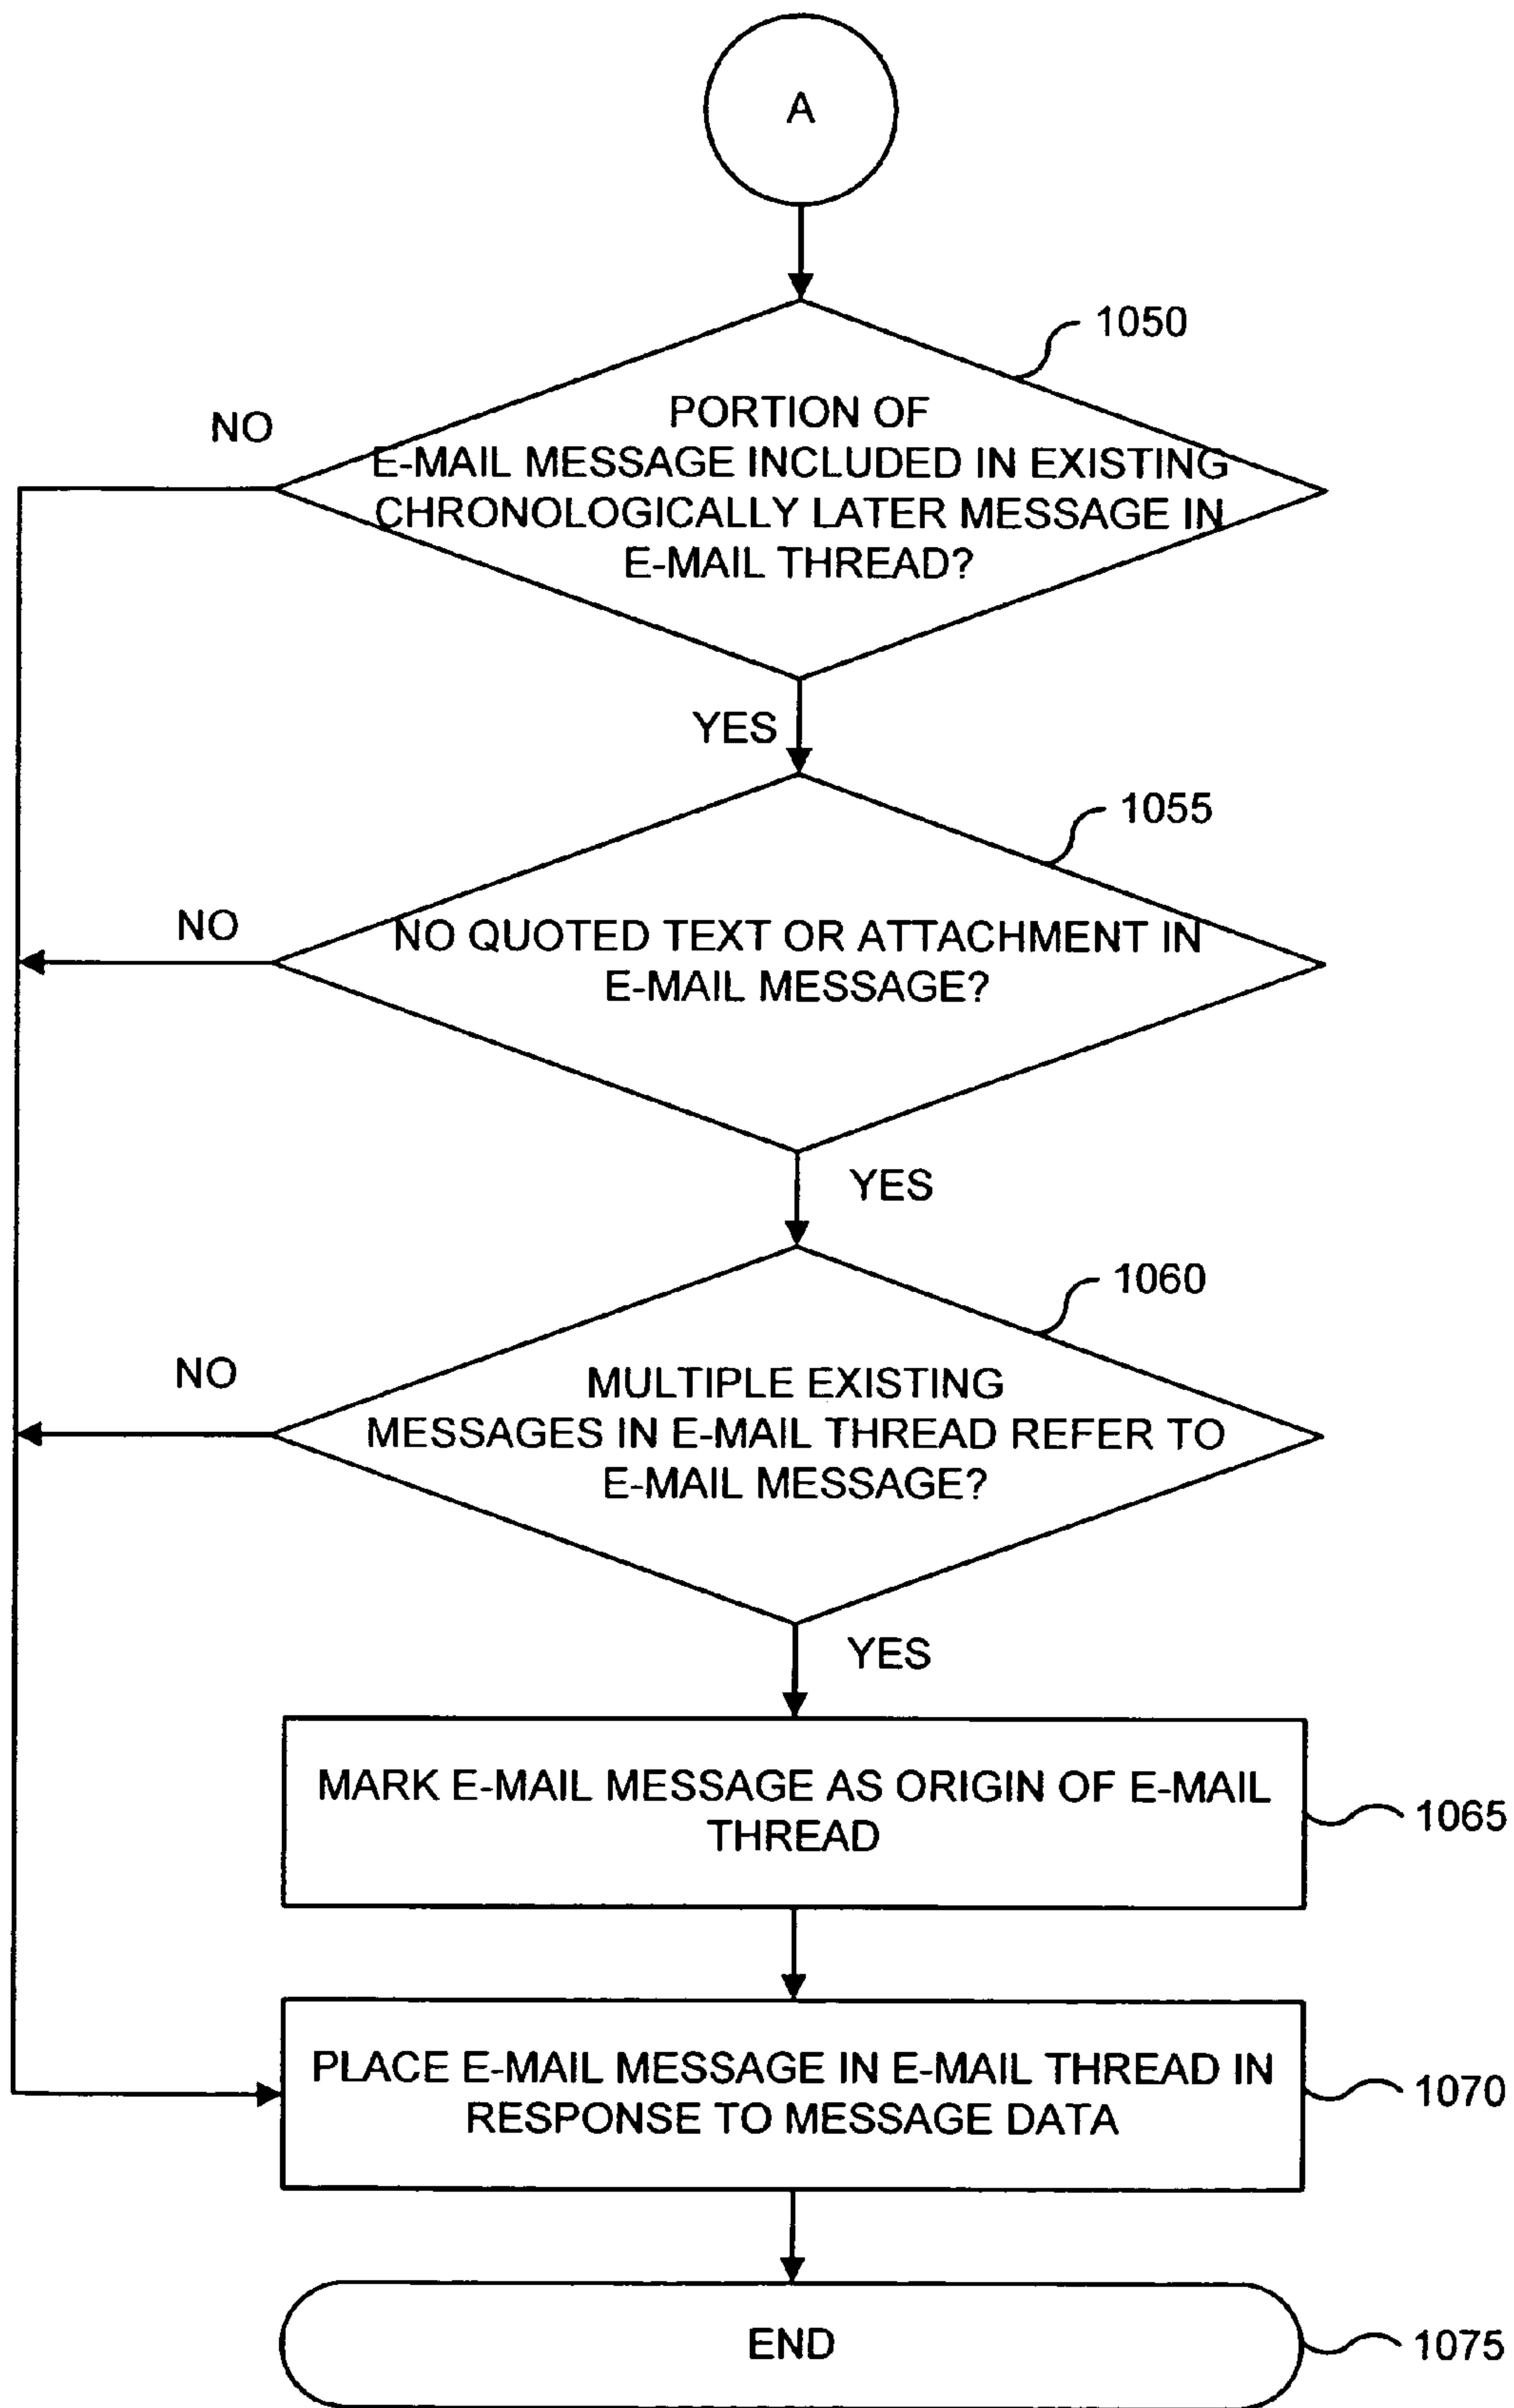 A
1050
NO
PORTION OF
E-MAIL MESSAGE INCLUDED IN EXISTING
CHRONOLOGICALLY LATER MESSAGE IN
E-MAIL THREAD?
YES
1055
NO
NO QUOTED TEXT OR ATTACHMENT IN
E-MAIL MESSAGE?
YES
1060
NO
MULTIPLE EXISTING
MESSAGES IN E-MAIL THREAD REFER TO
E-MAIL MESSAGE?
YES
MARK E-MAIL MESSAGE AS ORIGIN OF E-MAIL
THREAD
1065
PLACE E-MAIL MESSAGE IN E-MAIL THREAD IN
RESPONSE TO MESSAGE DATA
1070
END
1075